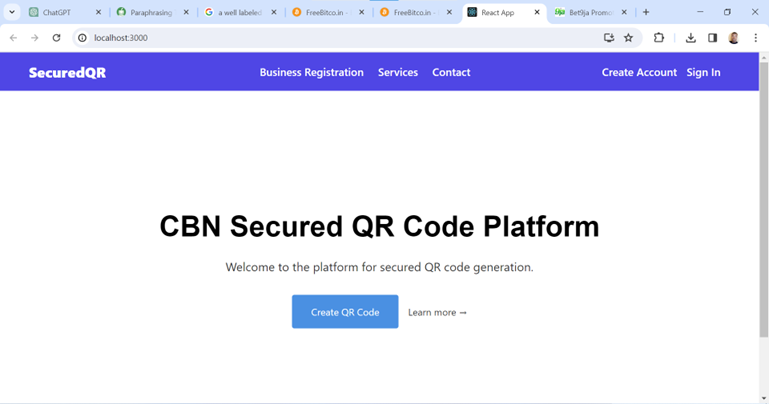 ChatGPT
Paraphrasing
a well labeled
FreeBitco.in -
FreeBitco.in -
React App
Bet9ja Promot
localhost:3000
SecuredQR
Business Registration
Services
Contact
Create Account
Sign In
CBN Secured QR Code Platform
Welcome to the platform for secured QR code generation.
Create QR Code
Learn more →